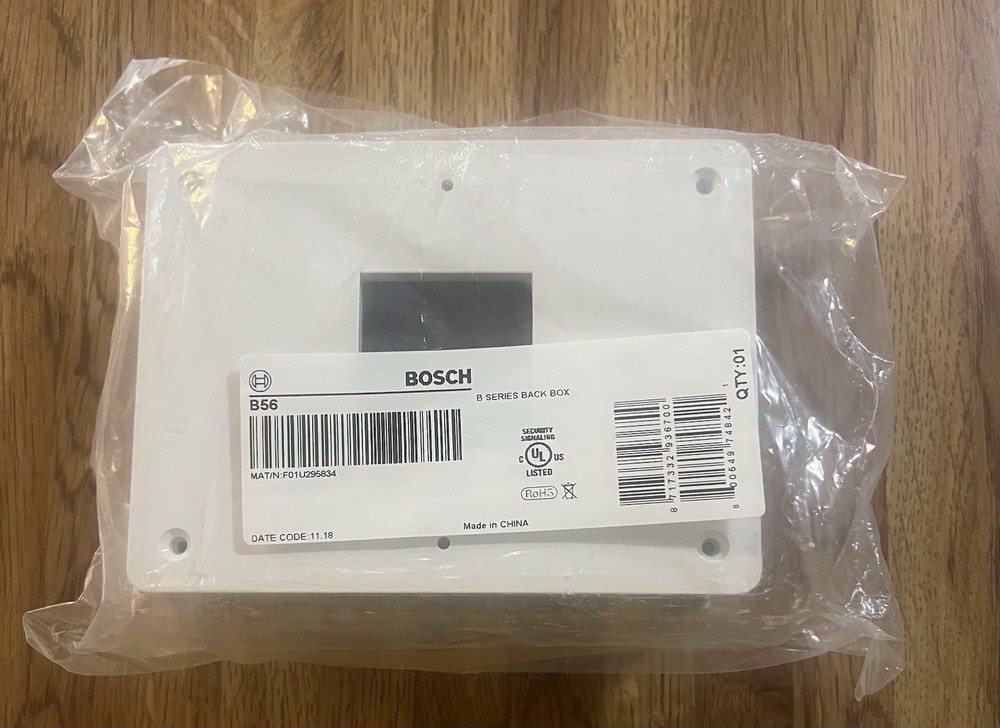 BOSCH
B56
B SERIES BACK BOX
MAT/N:F01U295834
DATE CODE:11.18
SECURITY
SIGNALING
C UL US
LISTED
RoHS
Made in CHINA
8 717332 936700
8 00549 74842 1
QTY:01